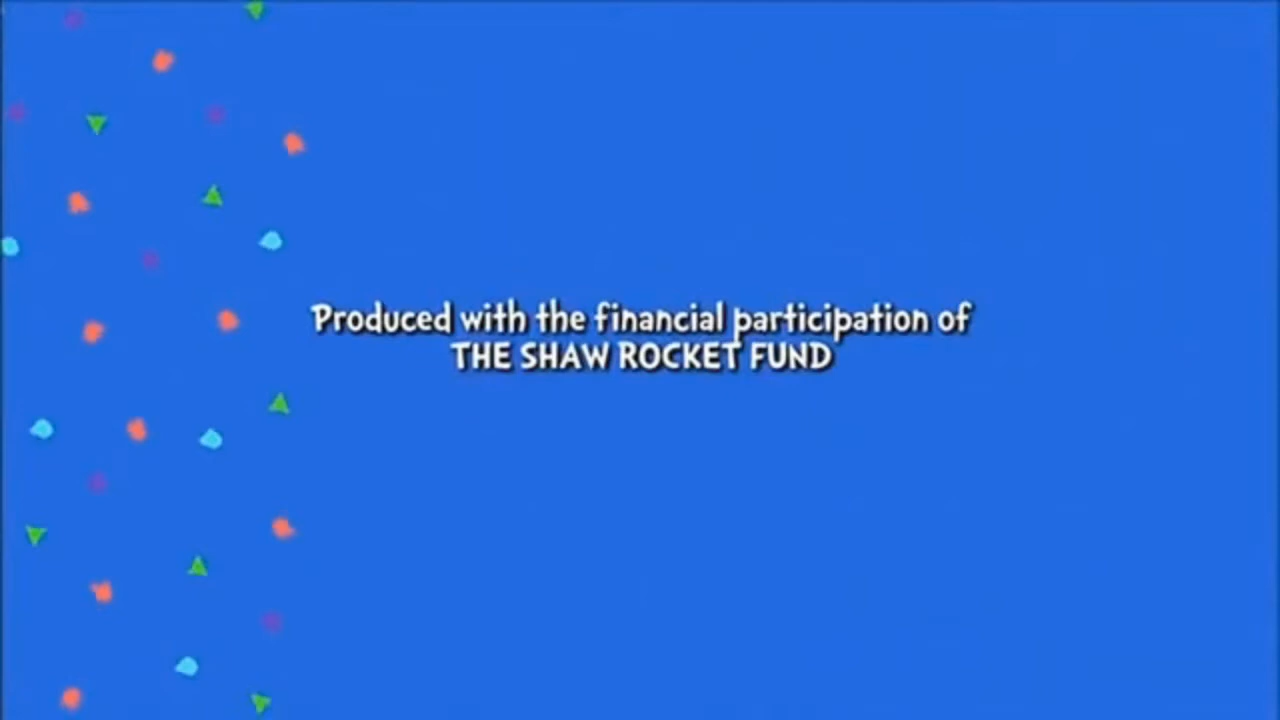 Produced with the financial participation of
THE SHAW ROCKET FUND